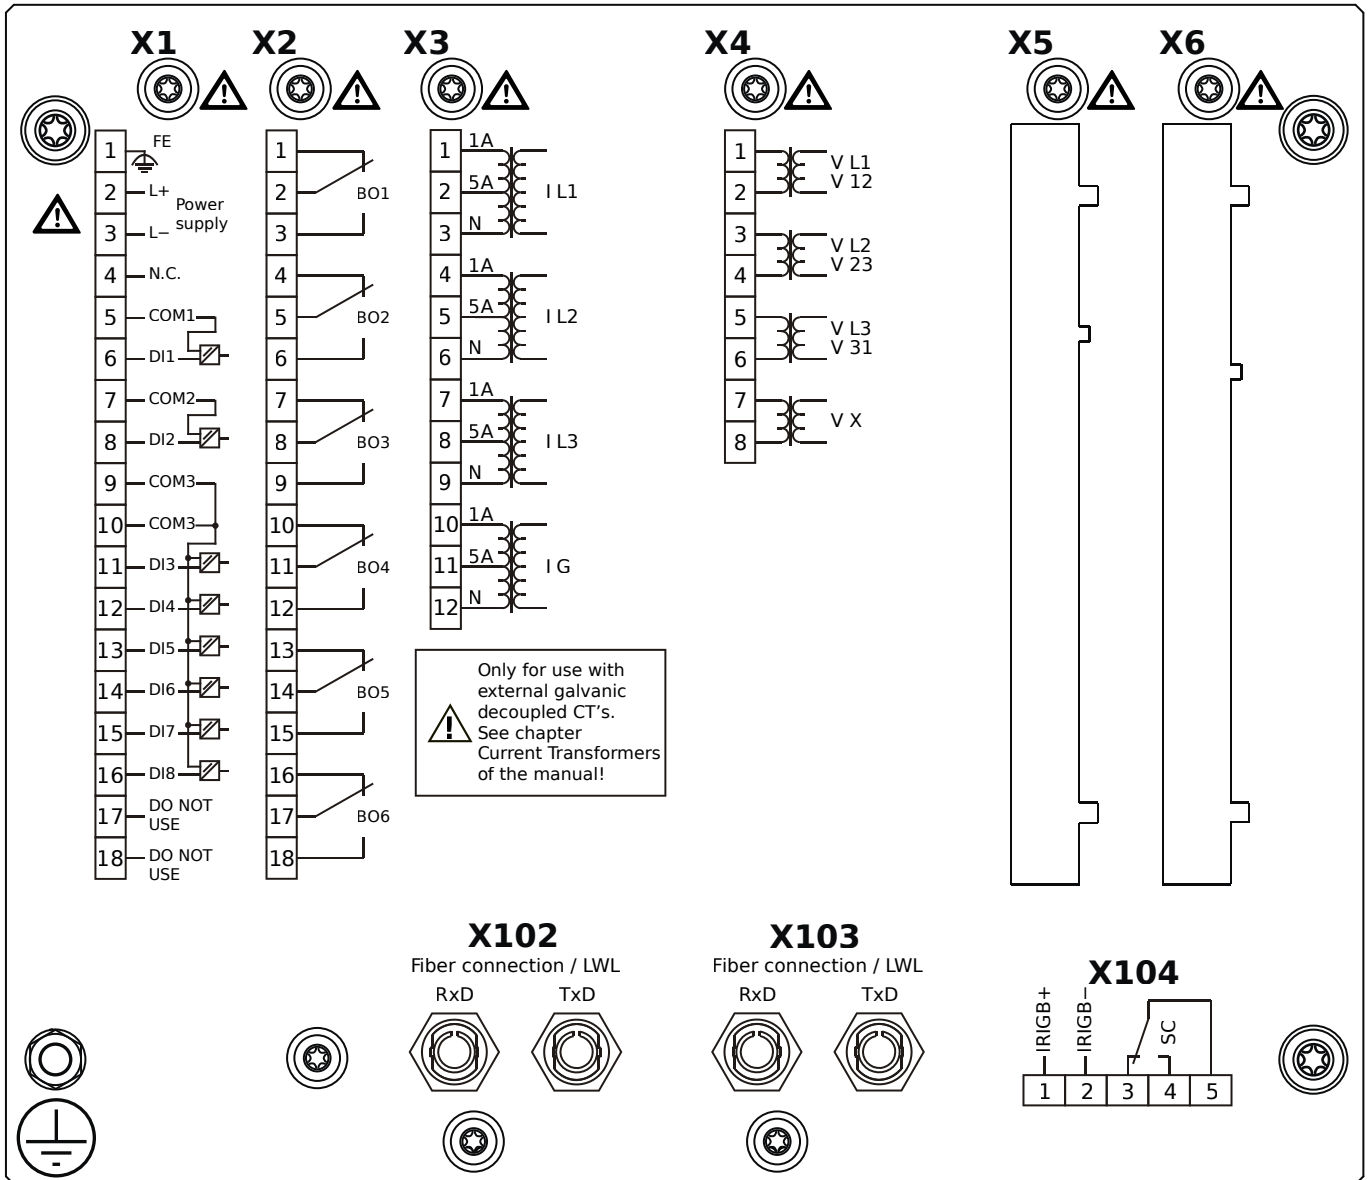 X1
X2
X3
X4
X5
X6
1 FE
2 L+
Power
supply
3 L−
4 N.C.
5 COM1
6 DI1
7 COM2
8 DI2
9 COM3
10 COM3
11 DI3
12 DI4
13 DI5
14 DI6
15 DI7
16 DI8
17 DO NOT
USE
18 DO NOT
USE
1
2 BO1
3
4
5 BO2
6
7
8 BO3
9
10
11 BO4
12
13
14 BO5
15
16
17 BO6
18
1 1A
2 5A I L1
3 N
4 1A
5 5A I L2
6 N
7 1A
8 5A I L3
9 N
10 1A
11 5A I G
12 N
Only for use with
external galvanic
decoupled CT's.
See chapter
Current Transformers
of the manual!
1 V L1
2 V 12
3 V L2
4 V 23
5 V L3
6 V 31
7 V X
8
X102
Fiber connection / LWL
RxD TxD
X103
Fiber connection / LWL
RxD TxD
X104
IRIGB+
IRIGB−
SC
1 2 3 4 5